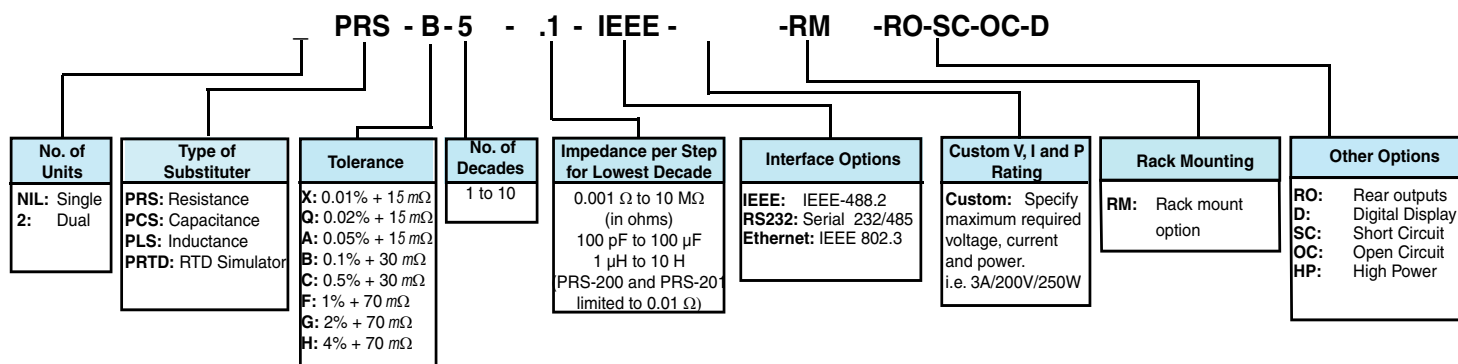 _ PRS - B - 5 - .1 - IEEE - -RM -RO-SC-OC-D
No. of
Units
NIL: Single
2: Dual
Type of
Substituter
PRS: Resistance
PCS: Capacitance
PLS: Inductance
PRTD: RTD Simulator
Tolerance
X: 0.01% + 15 mΩ
Q: 0.02% + 15 mΩ
A: 0.05% + 15 mΩ
B: 0.1% + 30 mΩ
C: 0.5% + 30 mΩ
F: 1% + 70 mΩ
G: 2% + 70 mΩ
H: 4% + 70 mΩ
No. of
Decades
1 to 10
Impedance per Step
for Lowest Decade
0.001 Ω to 10 MΩ
(in ohms)
100 pF to 100 µF
1 µH to 10 H
(PRS-200 and PRS-201
limited to 0.01 Ω)
Interface Options
IEEE: IEEE-488.2
RS232: Serial 232/485
Ethernet: IEEE 802.3
Custom V, I and P
Rating
Custom: Specify
maximum required
voltage, current
and power.
i.e. 3A/200V/250W
Rack Mounting
RM: Rack mount
option
Other Options
RO: Rear outputs
D: Digital Display
SC: Short Circuit
OC: Open Circuit
HP: High Power